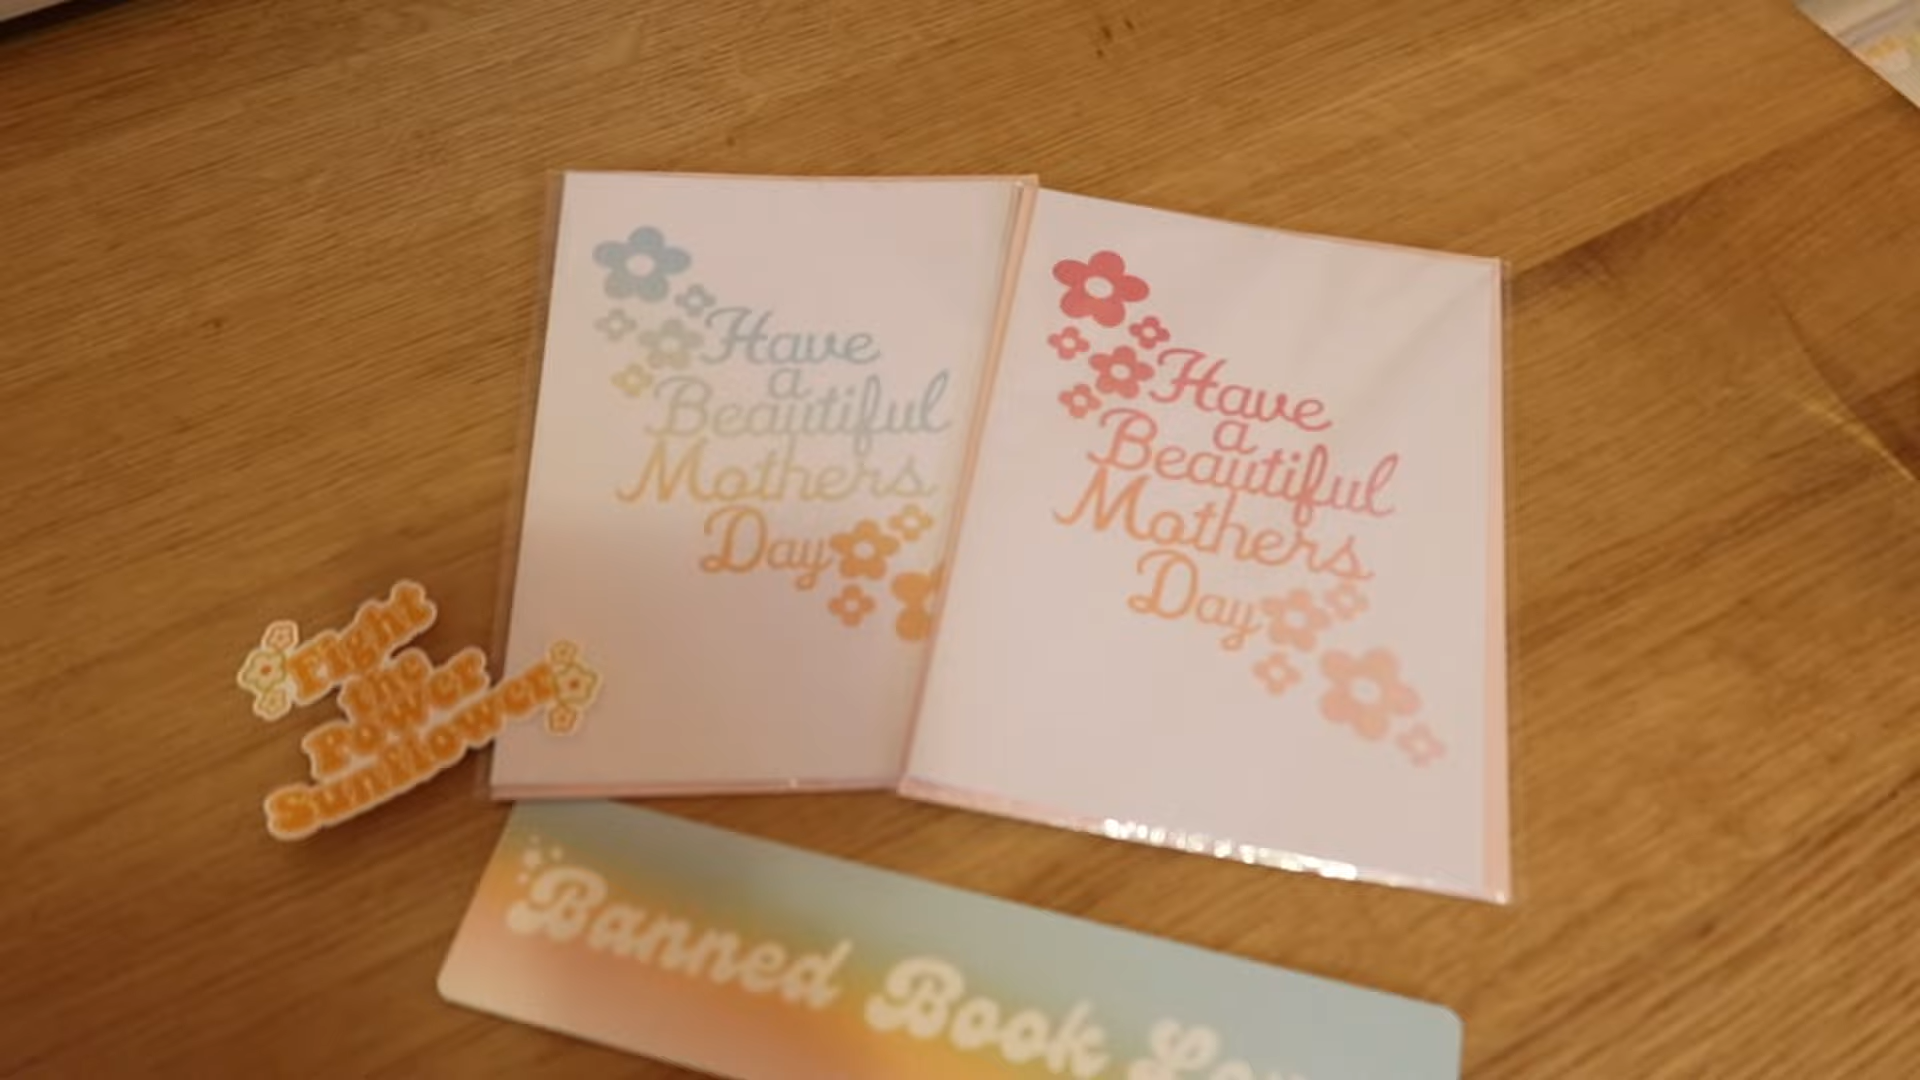 Have
a
Beautiful
Mothers
Day
Have
a
Beautiful
Mothers
Day
Fight
the
Power
Sunflower
Banned Book